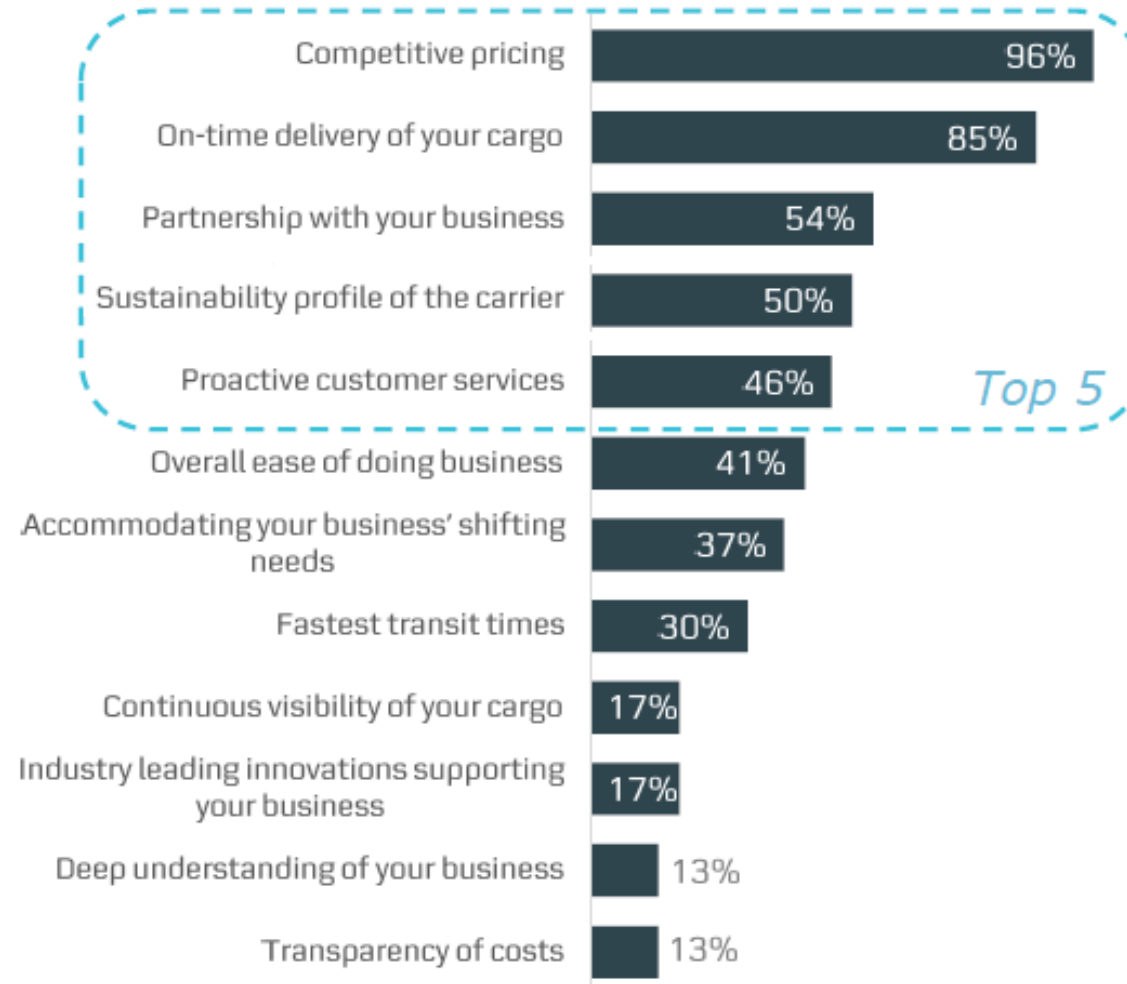 Competitive pricing 96%
On-time delivery of your cargo 85%
Partnership with your business 54%
Sustainability profile of the carrier 50%
Proactive customer services 46%
Top 5
Overall ease of doing business 41%
Accommodating your business’ shifting
needs 37%
Fastest transit times 30%
Continuous visibility of your cargo 17%
Industry leading innovations supporting
your business 17%
Deep understanding of your business 13%
Transparency of costs 13%